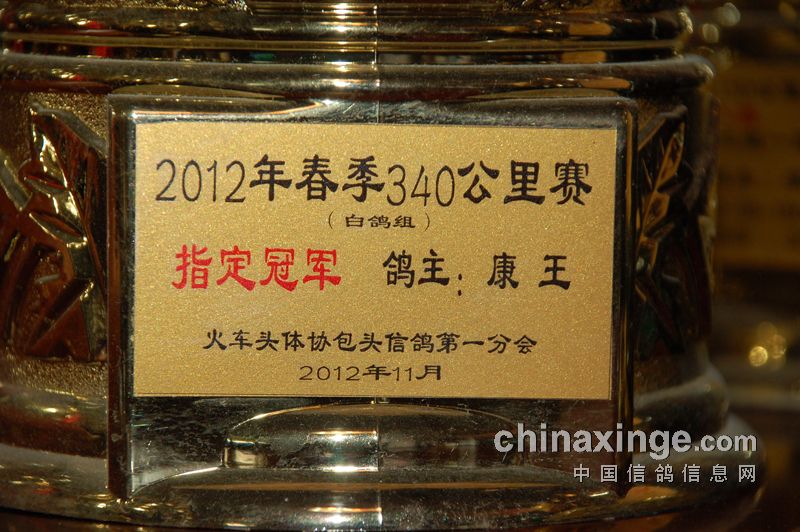 2012年春季340公里赛
（白鸽组）
指定冠军 鸽主：康王
火车头体协包头信鸽第一分会
2012年11月
chinaxinge.com
中国信鸽信息网